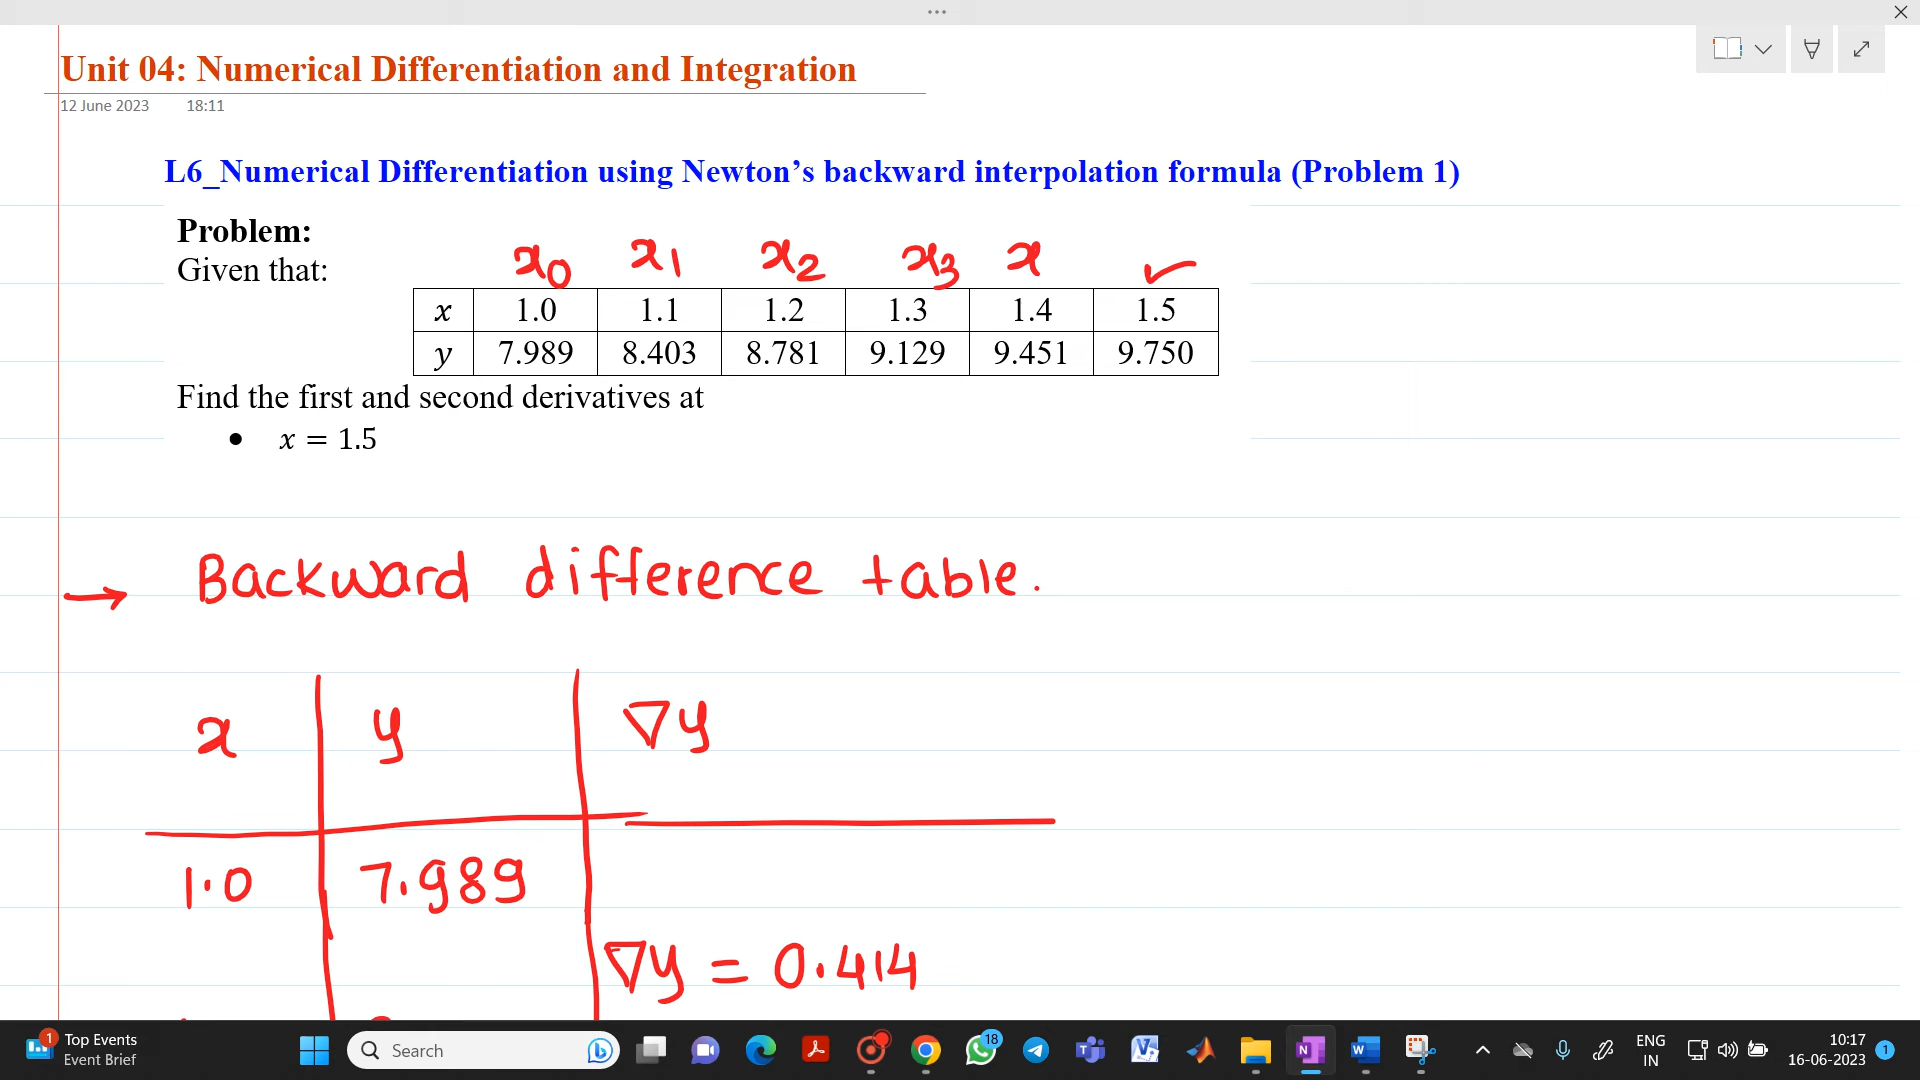 Unit 04: Numerical Differentiation and Integration
12 June 2023 18:11
L6_Numerical Differentiation using Newton’s backward interpolation formula (Problem 1)
Problem:
Given that:
x0 x1 x2 x3 x
x 1.0 1.1 1.2 1.3 1.4 1.5
y 7.989 8.403 8.781 9.129 9.451 9.750
Find the first and second derivatives at
• x = 1.5
→ Backward difference table.
x y ∇y
1.0 7.989
∇y = 0.414
1 Top Events
Event Brief
Search
18
ENG
IN
10:17
16-06-2023
1